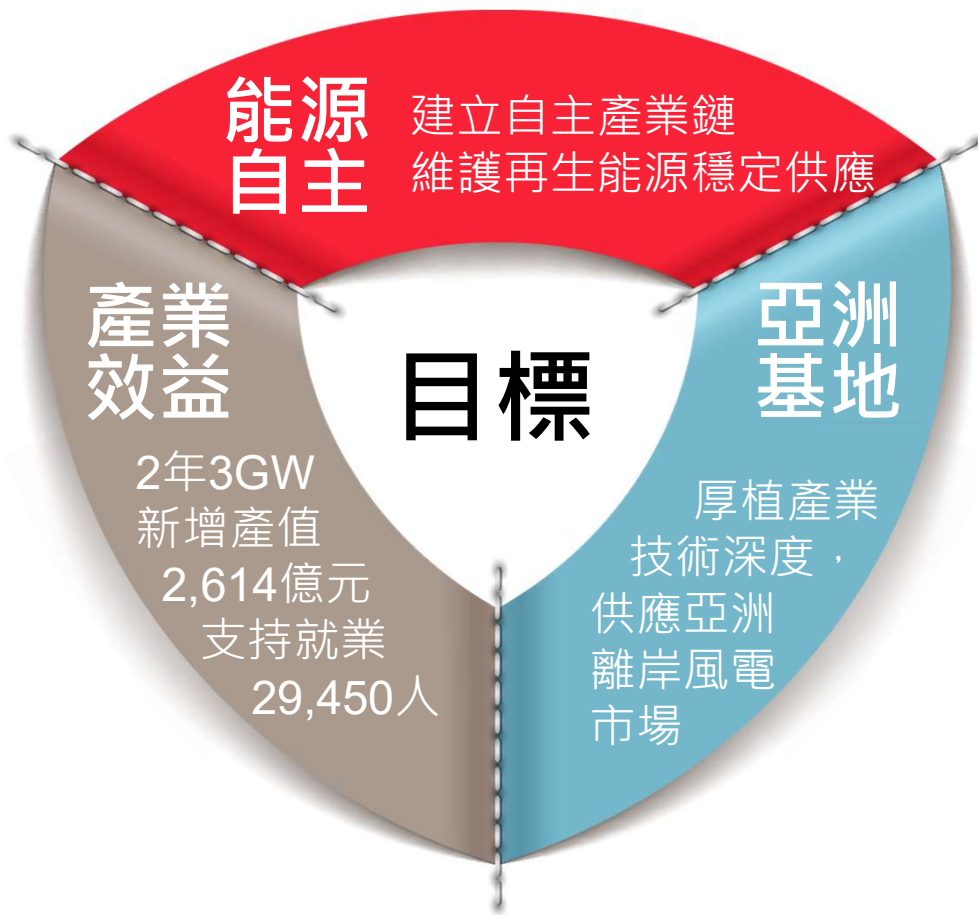 能源
自主
建立自主產業鏈
維護再生能源穩定供應
產業
效益
2年3GW
新增產值
2,614億元
支持就業
29,450人
目標
亞洲
基地
厚植產業
技術深度，
供應亞洲
離岸風電
市場